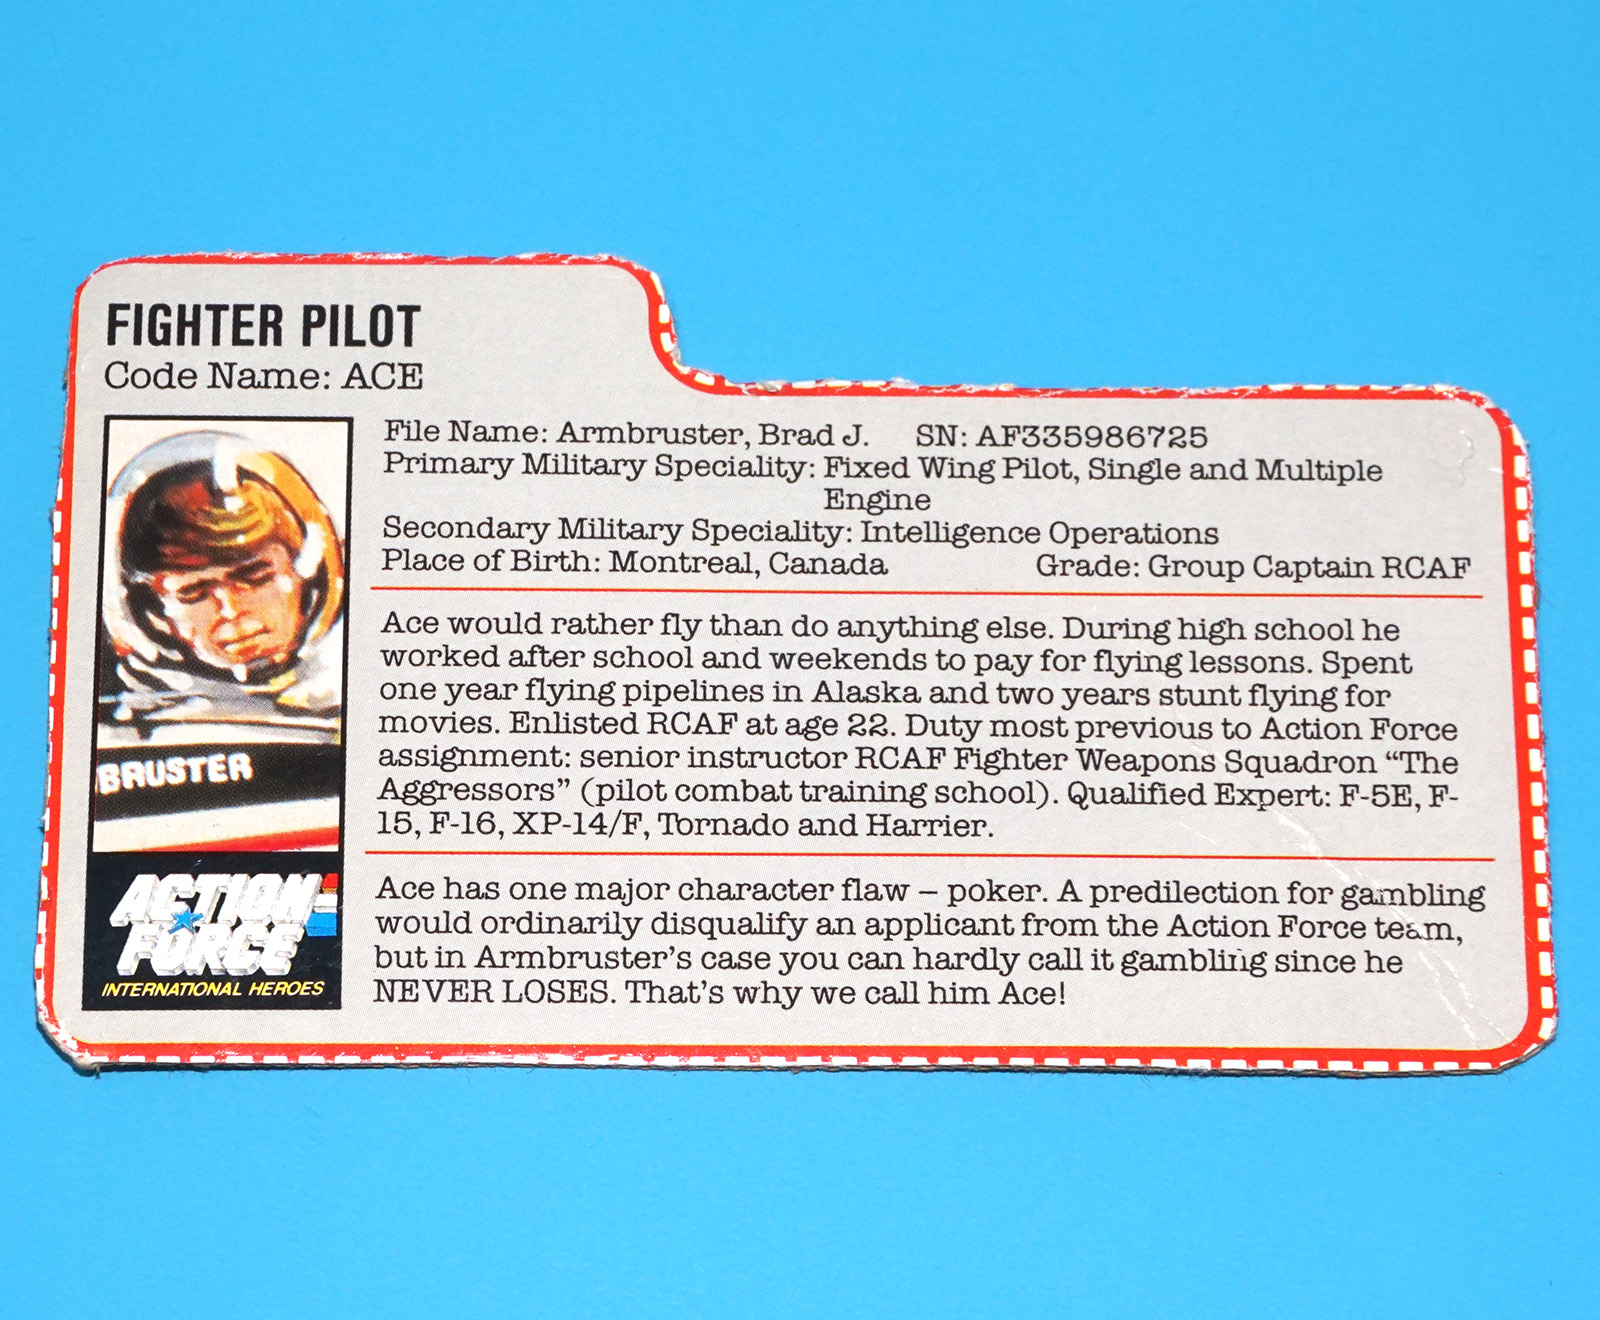 FIGHTER PILOT
Code Name: ACE
File Name: Armbruster, Brad J. SN: AF335986725
Primary Military Speciality: Fixed Wing Pilot, Single and Multiple
Engine
Secondary Military Speciality: Intelligence Operations
Place of Birth: Montreal, Canada Grade: Group Captain RCAF
Ace would rather fly than do anything else. During high school he
worked after school and weekends to pay for flying lessons. Spent
one year flying pipelines in Alaska and two years stunt flying for
movies. Enlisted RCAF at age 22. Duty most previous to Action Force
assignment: senior instructor RCAF Fighter Weapons Squadron “The
Aggressors” (pilot combat training school). Qualified Expert: F-5E, F-
15, F-16, XP-14/F, Tornado and Harrier.
Ace has one major character flaw – poker. A predilection for gambling
would ordinarily disqualify an applicant from the Action Force team,
but in Armbruster’s case you can hardly call it gambling since he
NEVER LOSES. That’s why we call him Ace!
BRUSTER
ACTION
FORCE
INTERNATIONAL HEROES